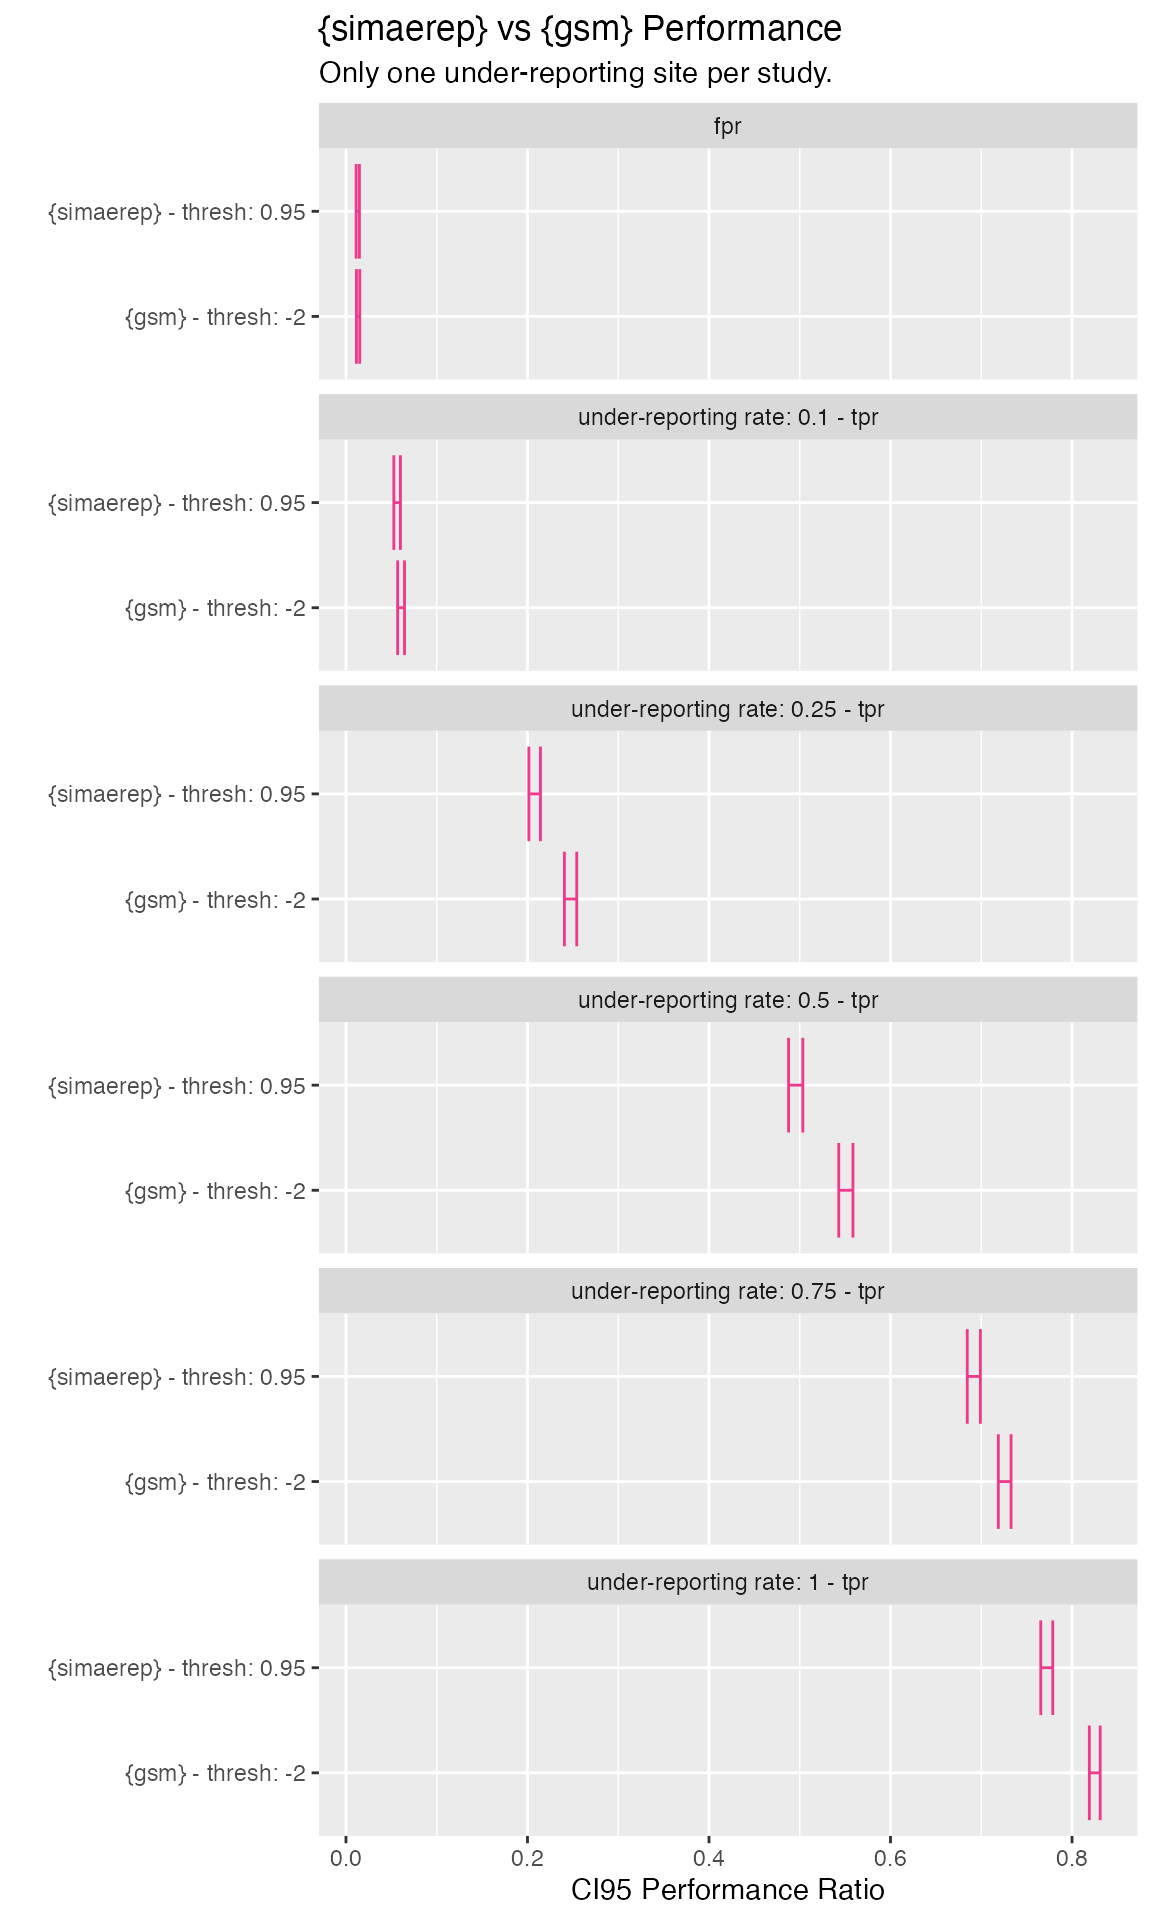 {simaerep} vs {gsm} Performance
Only one under-reporting site per study.
fpr
{simaerep} - thresh: 0.95
{gsm} - thresh: -2
under-reporting rate: 0.1 - tpr
{simaerep} - thresh: 0.95
{gsm} - thresh: -2
under-reporting rate: 0.25 - tpr
{simaerep} - thresh: 0.95
{gsm} - thresh: -2
under-reporting rate: 0.5 - tpr
{simaerep} - thresh: 0.95
{gsm} - thresh: -2
under-reporting rate: 0.75 - tpr
{simaerep} - thresh: 0.95
{gsm} - thresh: -2
under-reporting rate: 1 - tpr
{simaerep} - thresh: 0.95
{gsm} - thresh: -2
0.0 0.2 0.4 0.6 0.8
CI95 Performance Ratio